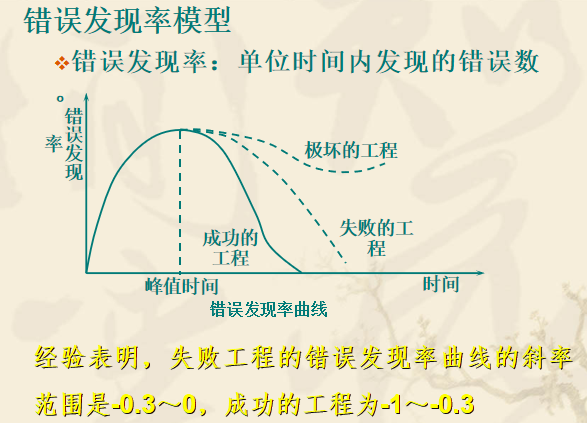 错误发现率模型
错误发现率：单位时间内发现的错误数
。
错误发现
率
极坏的工程
成功的
工程
失败的工
程
峰值时间
时间
错误发现率曲线
经验表明，失败工程的错误发现率曲线的斜率
范围是-0.3～0，成功的工程为-1～-0.3